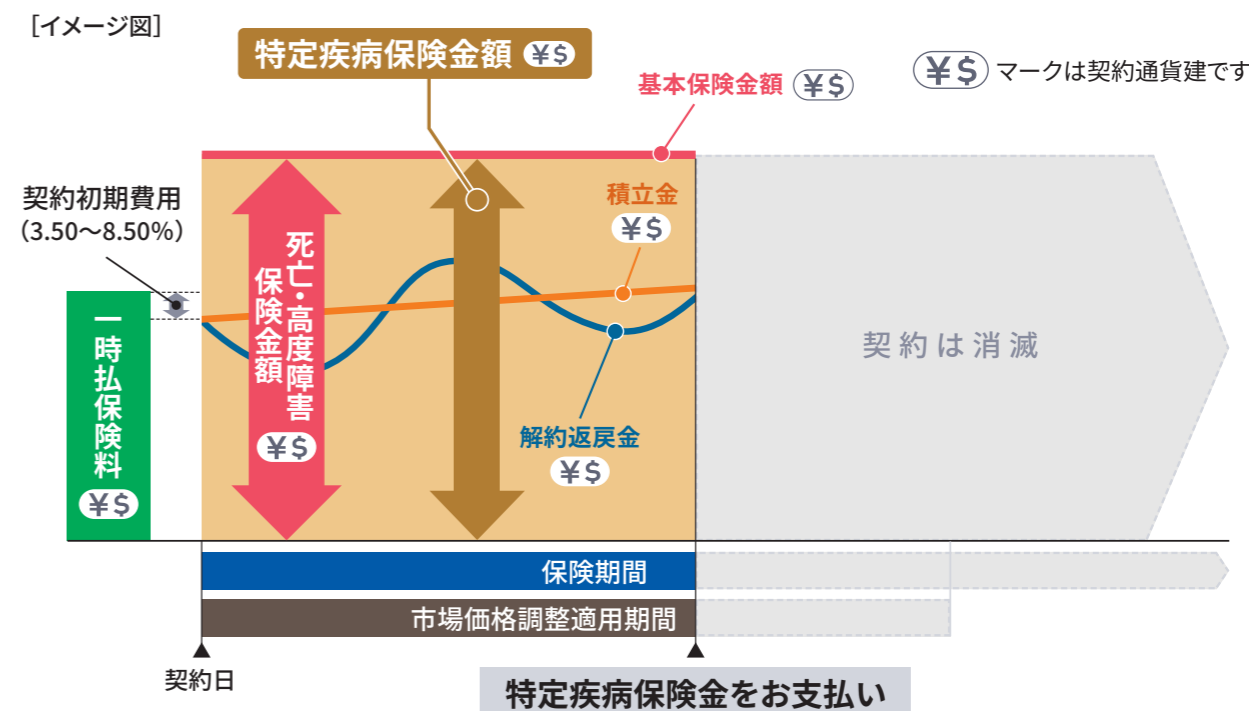 ［イメージ図］
特定疾病保険金額 ¥$
基本保険金額 ¥$
¥$ マークは契約通貨建です
契約初期費用
（3.50～8.50%）
積立金
¥$
死亡・高度障害
保険金額
¥$
一時払保険料
¥$
解約返戻金
¥$
契約は消滅
保険期間
市場価格調整適用期間
契約日
特定疾病保険金をお支払い